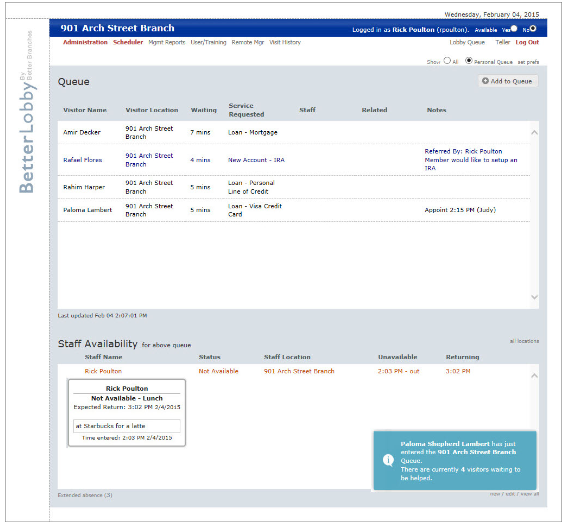 Wednesday, February 04, 2015
901 Arch Street Branch
Logged in as Rick Poulton (rpoulton). Available Yes No
Administration Scheduler Mgmt Reports User/Training Remote Mgr Visit History
Lobby Queue Teller Log Out
Show All Personal Queue set prefs
BetterLobby By Better Branches
Queue
Add to Queue
Visitor Name Visitor Location Waiting Service Requested Staff Related Notes
Amir Decker 901 Arch Street Branch 7 mins Loan - Mortgage
Rafael Flores 901 Arch Street Branch 4 mins New Account - IRA Referred By: Rick Poulton Member would like to setup an IRA
Rahim Harper 901 Arch Street Branch 5 mins Loan - Personal Line of Credit
Paloma Lambert 901 Arch Street Branch 5 mins Loan - Visa Credit Card Appoint 2:15 PM (Judy)
Last updated Feb 04 2:07:01 PM
Staff Availability for above queue
all locations
Staff Name Status Staff Location Unavailable Returning
Rick Poulton Not Available 901 Arch Street Branch 2:03 PM - out 3:02 PM
Rick Poulton
Not Available - Lunch
Expected Return: 3:02 PM 2/4/2015
at Starbucks for a latte
Time entered: 2:03 PM 2/4/2015
Paloma Shepherd Lambert has just
entered the 901 Arch Street Branch
Queue.
There are currently 4 visitors waiting to
be helped.
Extended absence (3)
new / edit / view all